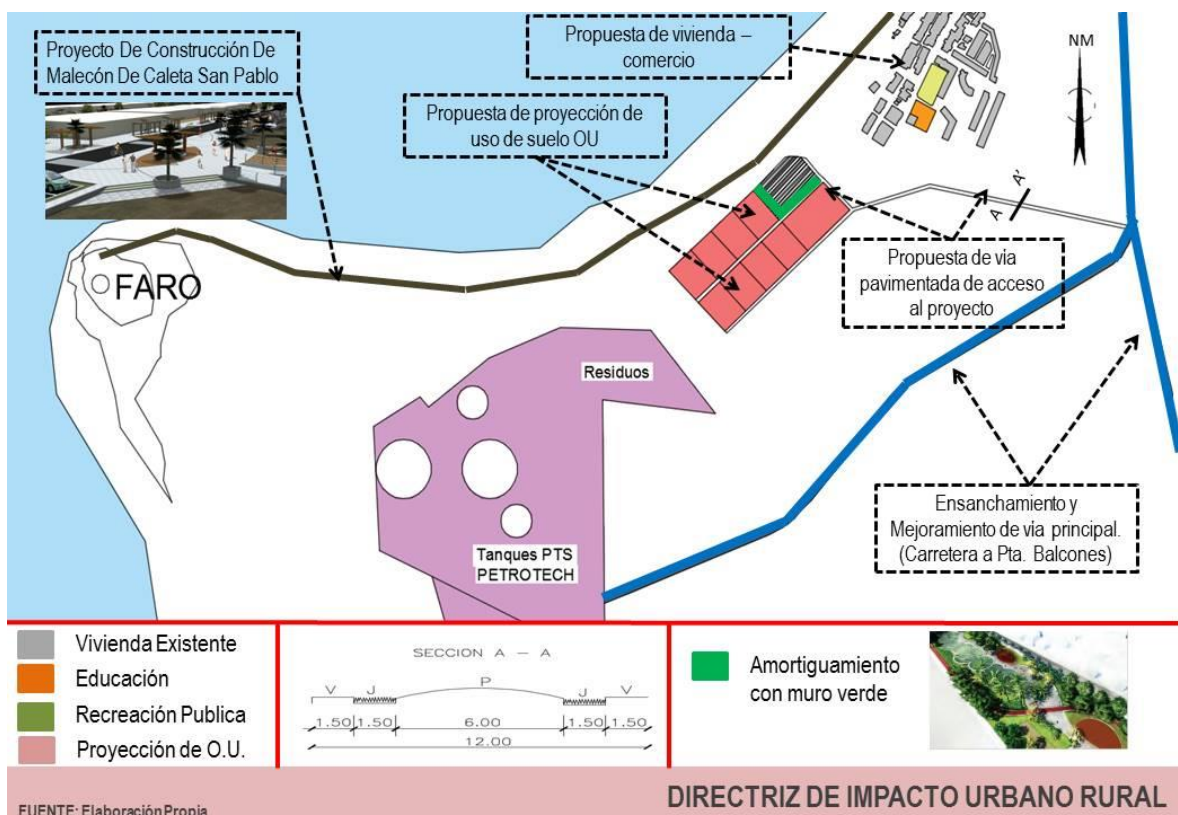 Proyecto De Construcción De
Malecón De Caleta San Pablo
Propuesta de vivienda –
comercio
NM
Propuesta de proyección de
uso de suelo OU
A
A'
Propuesta de vía
pavimentada de acceso
al proyecto
FARO
Residuos
Tanques PTS
PETROTECH
Ensanchamiento y
Mejoramiento de vía principal.
(Carretera a Pta. Balcones)
Vivienda Existente
Educación
Recreación Publica
Proyección de O.U.
SECCION A – A
V J P J V
1.50 1.50 6.00 1.50 1.50
12.00
Amortiguamiento
con muro verde
DIRECTRIZ DE IMPACTO URBANO RURAL
FUENTE: Elaboración Propia